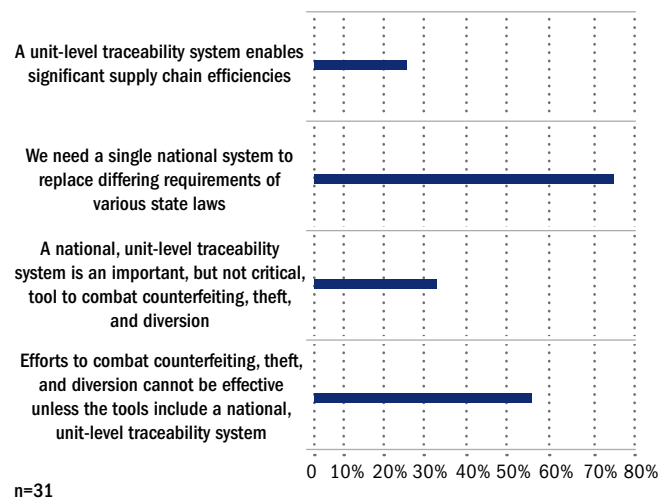 A unit-level traceability system enables
significant supply chain efficiencies
We need a single national system to
replace differing requirements of
various state laws
A national, unit-level traceability
system is an important, but not critical,
tool to combat counterfeiting, theft,
and diversion
Efforts to combat counterfeiting, theft,
and diversion cannot be effective
unless the tools include a national,
unit-level traceability system
0 10% 20% 30% 40% 50% 60% 70% 80%
n=31